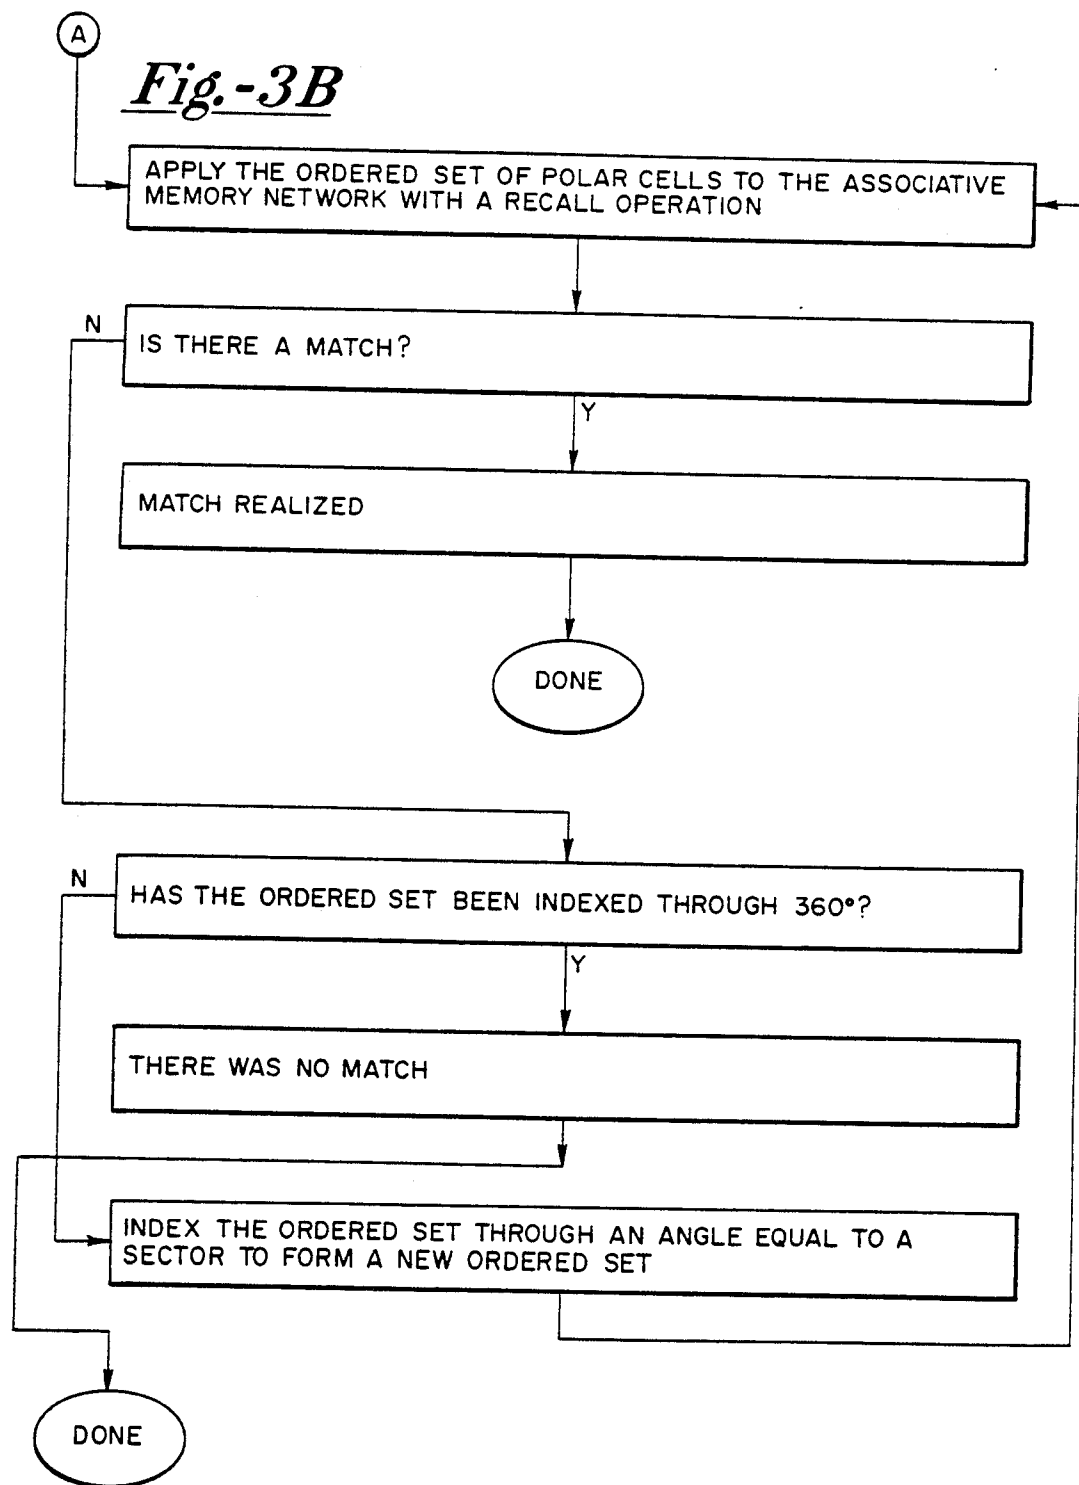 A
Fig.-3B
APPLY THE ORDERED SET OF POLAR CELLS TO THE ASSOCIATIVE
MEMORY NETWORK WITH A RECALL OPERATION
N
IS THERE A MATCH?
Y
MATCH REALIZED
DONE
N
HAS THE ORDERED SET BEEN INDEXED THROUGH 360°?
Y
THERE WAS NO MATCH
INDEX THE ORDERED SET THROUGH AN ANGLE EQUAL TO A
SECTOR TO FORM A NEW ORDERED SET
DONE